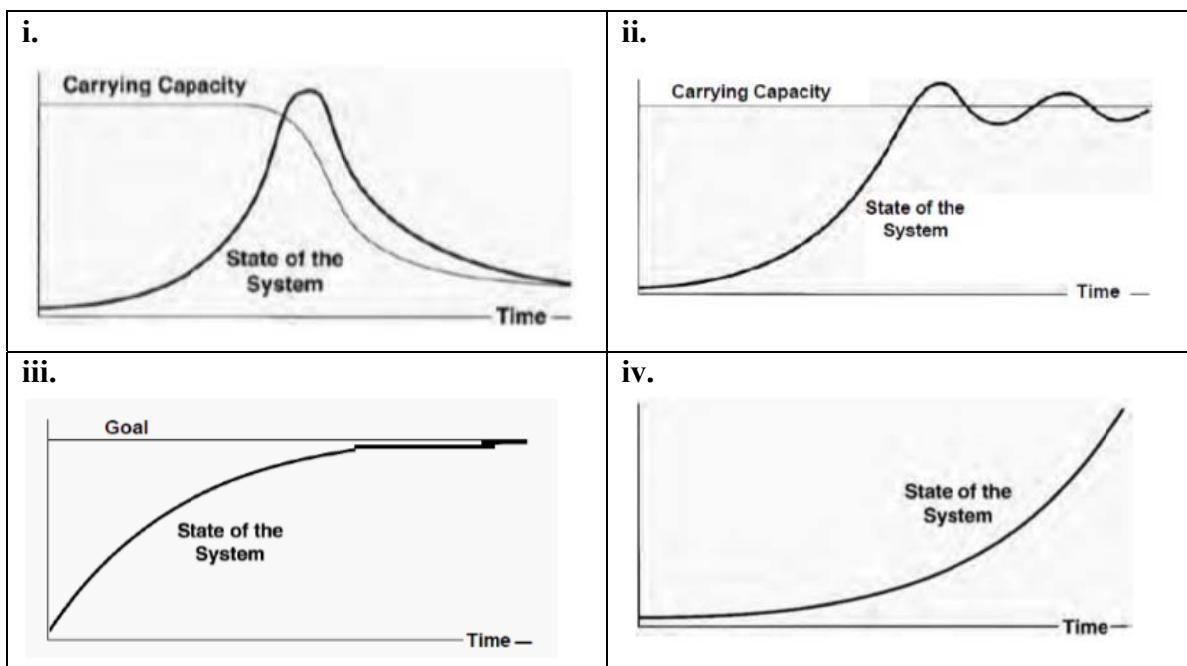 i.
Carrying Capacity
State of the
System
Time
ii.
Carrying Capacity
State of the
System
Time
iii.
Goal
State of the
System
Time
iv.
State of the
System
Time